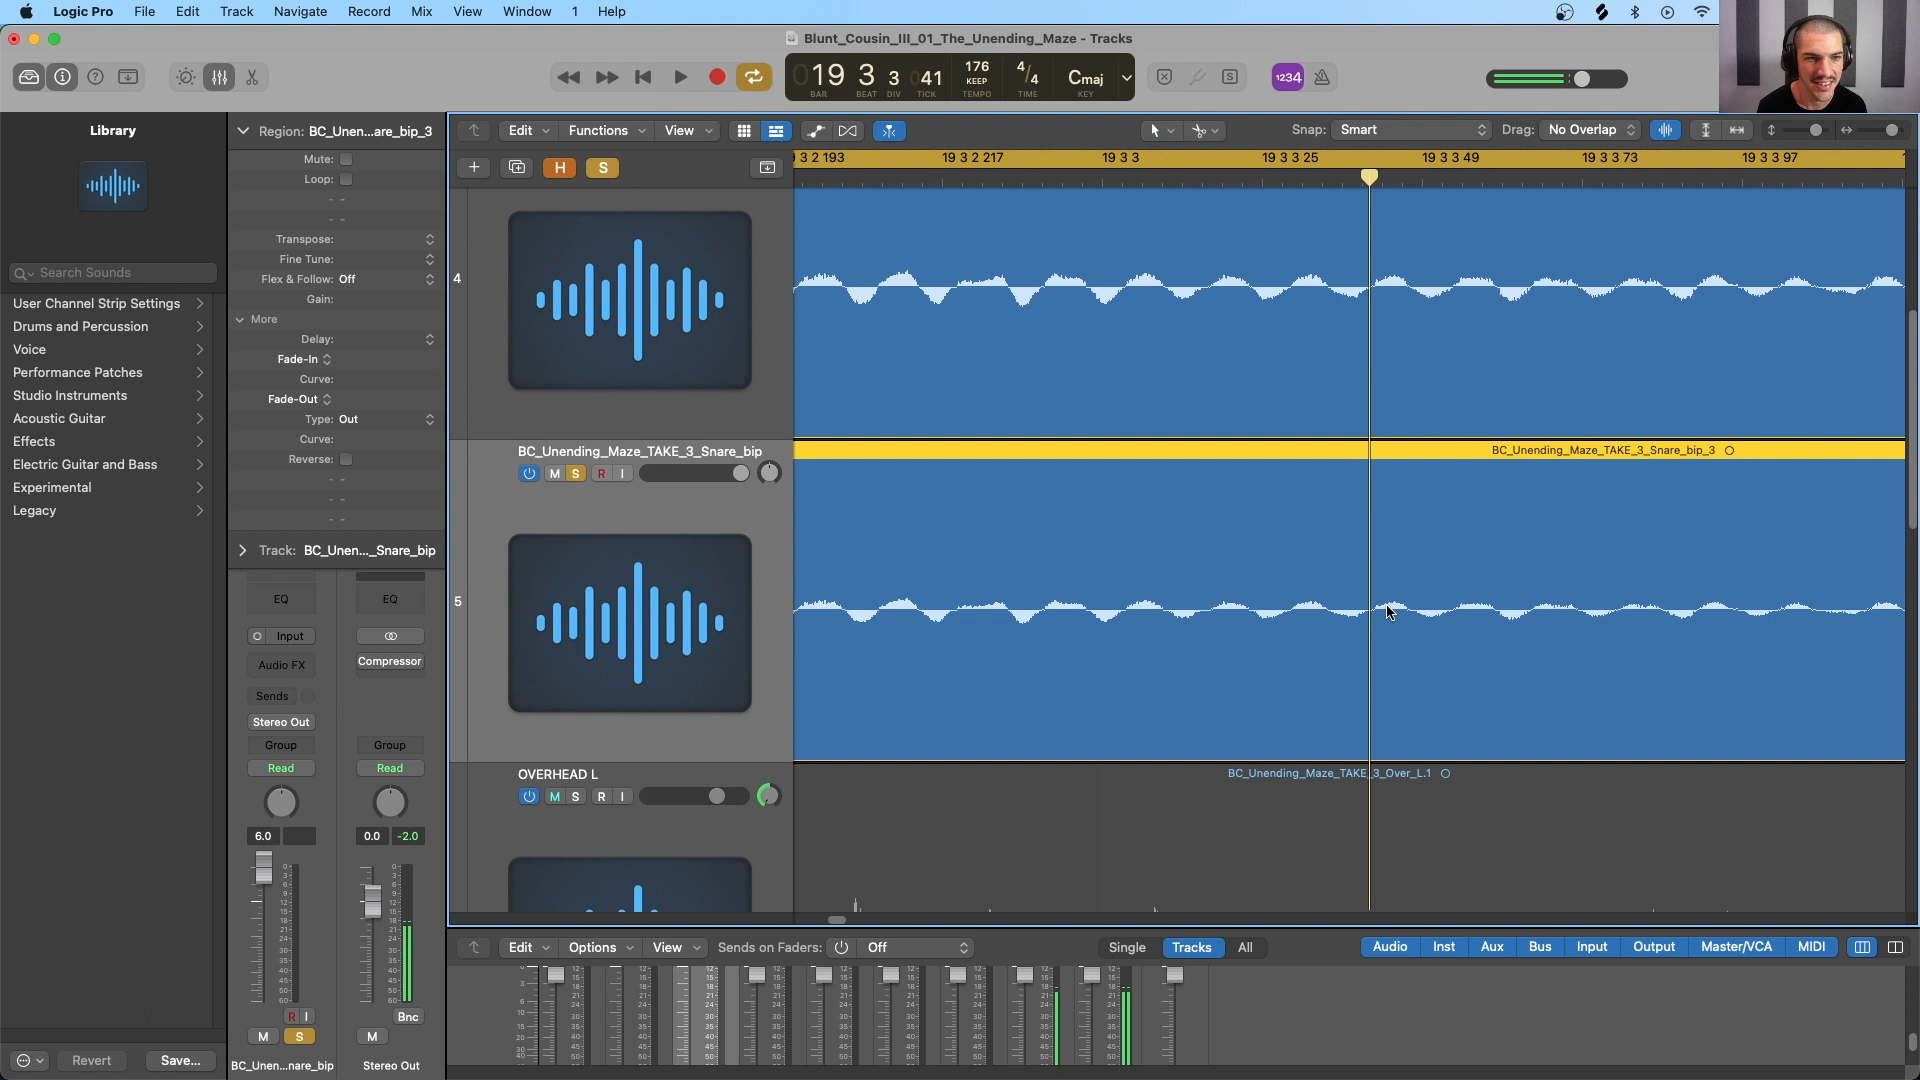 Logic Pro File Edit Track Navigate Record Mix View Window 1 Help
Blunt_Cousin_III_01_The_Unending_Maze - Tracks
019 3 3 041 176 KEEP 4/4 Cmaj
BAR BEAT DIV TICK TEMPO TIME KEY
1234
S
Library
Region: BC_Unen...are_bip_3
Edit Functions View
Snap: Smart
Drag: No Overlap
Mute:
Loop:
- -
- -
Transpose:
Fine Tune:
Flex & Follow: Off
Gain:
More
Delay:
Fade-In
Curve:
Fade-Out
Type: Out
Curve:
Reverse:
- -
- -
- -
H S
3 2 193 19 3 2 217 19 3 3 19 3 3 25 19 3 3 49 19 3 3 73 19 3 3 97
Search Sounds
User Channel Strip Settings
Drums and Percussion
Voice
Performance Patches
Studio Instruments
Acoustic Guitar
Effects
Electric Guitar and Bass
Experimental
Legacy
4
BC_Unending_Maze_TAKE_3_Snare_bip
M S R I
BC_Unending_Maze_TAKE_3_Snare_bip_3
5
OVERHEAD L
M S R I
BC_Unending_Maze_TAKE_3_Over_L.1
Track: BC_Unen..._Snare_bip
EQ EQ
Input
Audio FX Compressor
Sends
Stereo Out
Group Group
Read Read
6.0 0.0 -2.0
R I Bnc
M S M
BC_Unen...nare_bip Stereo Out
Revert Save...
Edit Options View Sends on Faders: Off
Single Tracks All
Audio Inst Aux Bus Input Output Master/VCA MIDI